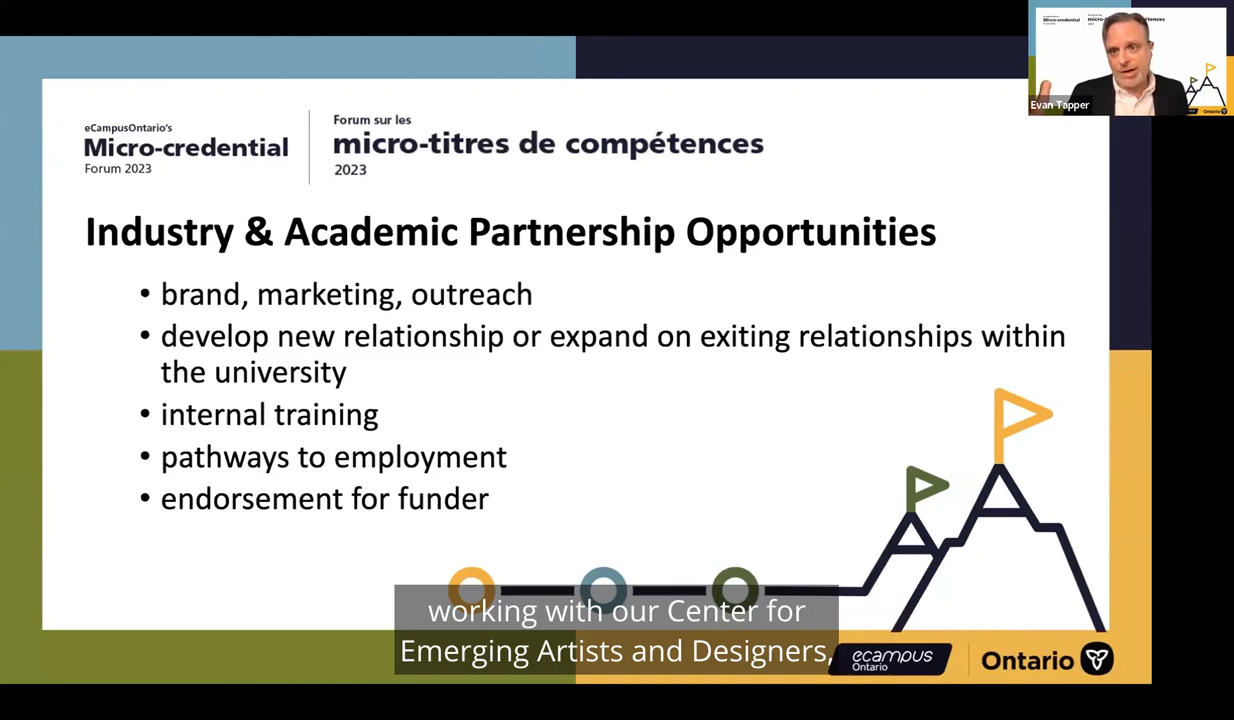 eCampusOntario's
Micro-credential
Forum 2023
Forum sur les
micro-titres de compétences
2023
Industry & Academic Partnership Opportunities
• brand, marketing, outreach
• develop new relationship or expand on exiting relationships within
the university
• internal training
• pathways to employment
• endorsement for funder
working with our Center for
Emerging Artists and Designers,
ecampus
Ontario
Ontario
Evan Tapper